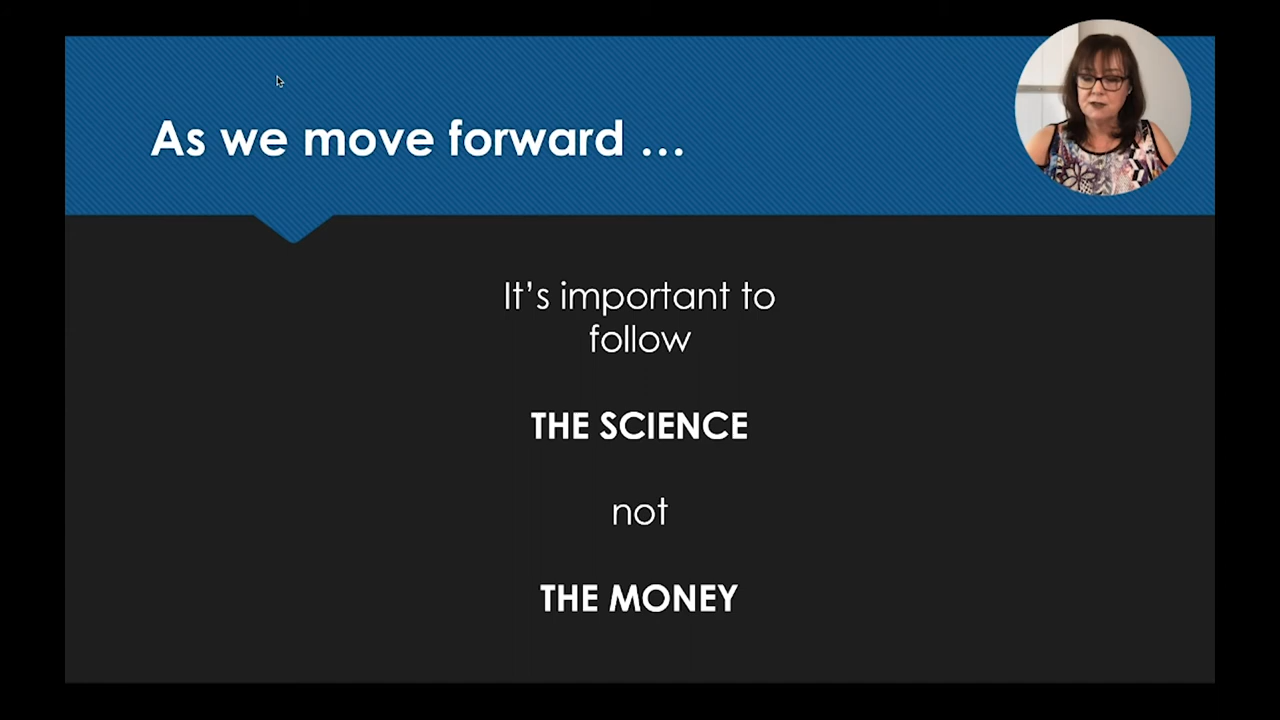 As we move forward …
It's important to
follow
THE SCIENCE
not
THE MONEY